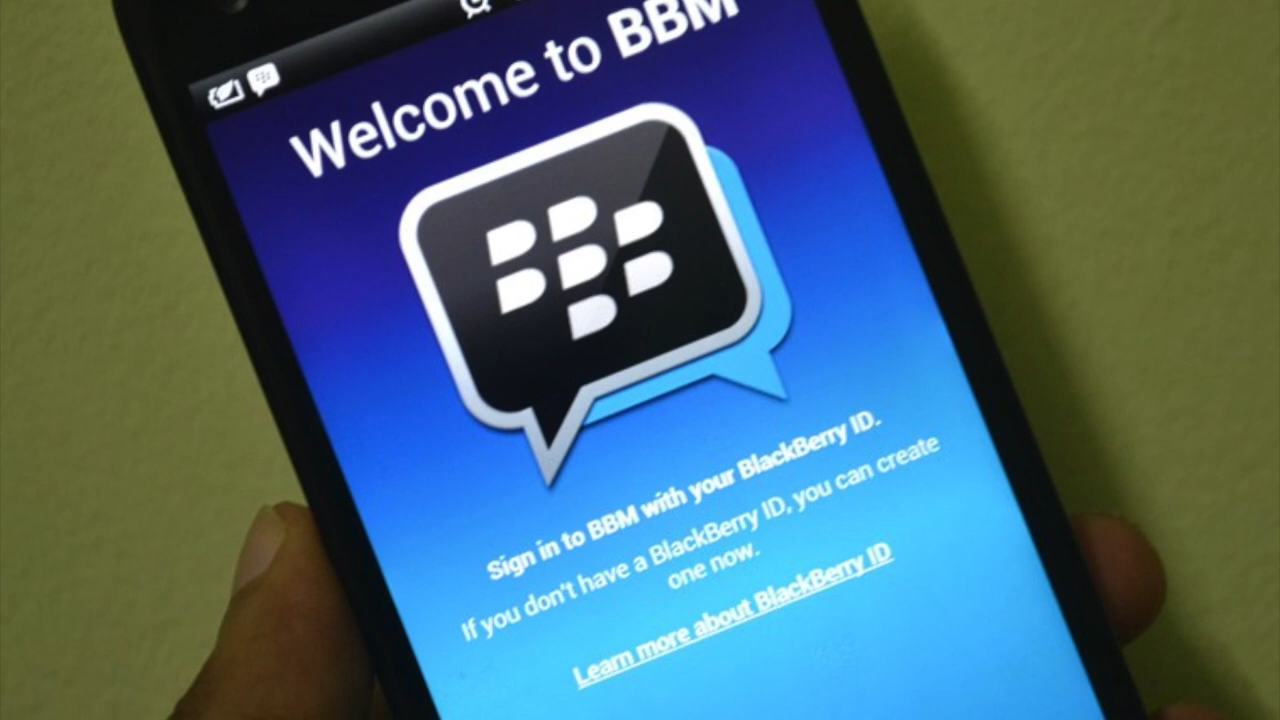 Welcome to BBM
Sign in to BBM with your BlackBerry ID.
If you don't have a BlackBerry ID, you can create
one now.
Learn more about BlackBerry ID